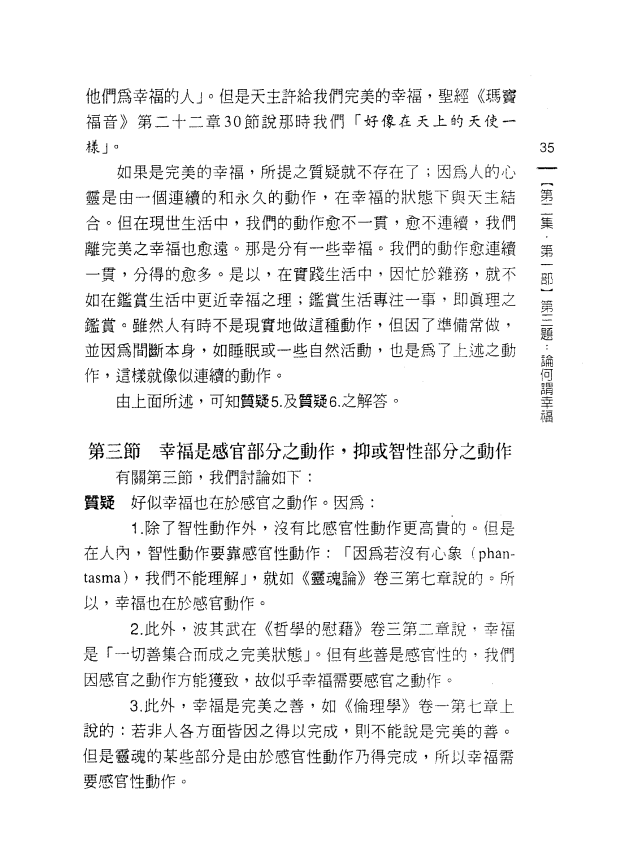 他們爲幸福的人」。但是天主許給我們完美的幸福，聖經《瑪竇
福音》第二十二章30節說那時我們「好像在天上的天使一
樣」。
如果是完美的幸福，所提之質疑就不存在了；因爲人的心
靈是由一個連續的和永久的動作，在幸福的狀態下與天主結
合。但在現世生活中，我們的動作愈不一貫，愈不連續，我們
離完美之幸福也愈遠。那是分有一些幸福。我們的動作愈連續
一貫，分得的愈多。是以，在實踐生活中，因忙於雜務，就不
如在鑑賞生活中更近幸福之理；鑑賞生活專注一事，即眞理之
鑑賞。雖然人有時不是現實地做這種動作，但因了準備常做，
並因爲間斷本身，如睡眠或一些自然活動，也是爲了上述之動
作，這樣就像似連續的動作。
由上面所述，可知質疑5.及質疑6.之解答。
第三節　幸福是感官部分之動作，抑或智性部分之動作
有關第三節，我們討論如下：
質疑　好似幸福也在於感官之動作。因爲：
1.除了智性動作外，沒有比感官性動作更高貴的。但是
在人內，智性動作要靠感官性動作：「因爲若沒有心象（phan-
tasma），我們不能理解」，就如《靈魂論》卷三第七章說的。所
以，幸福也在於感官動作。
2.此外，波其武在《哲學的慰藉》卷三第二章說，幸福
是「一切善集合而成之完美狀態」。但有些善是感官性的，我們
因感官之動作方能獲致，故似乎幸福需要感官之動作。
3.此外，幸福是完美之善，如《倫理學》卷一第七章上
說的：若非人各方面皆因之得以完成，則不能說是完美的善。
但是靈魂的某些部分是由於感官性動作乃得完成，所以幸福需
要感官性動作。
35
【第二集．第一部】第三題：論何謂幸福